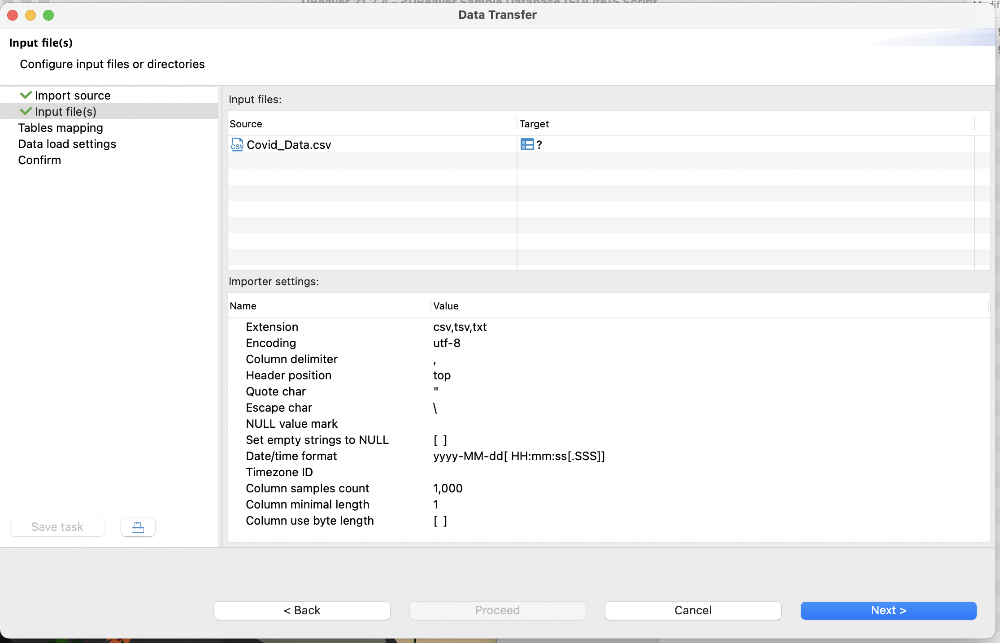 Data Transfer
Input file(s)
Configure input files or directories
Import source
Input file(s)
Tables mapping
Data load settings
Confirm
Save task
Input files:
Source Target
CSV Covid_Data.csv ?
Importer settings:
Name Value
Extension csv,tsv,txt
Encoding utf-8
Column delimiter ,
Header position top
Quote char "
Escape char \
NULL value mark
Set empty strings to NULL [ ]
Date/time format yyyy-MM-dd[ HH:mm:ss[.SSS]]
Timezone ID
Column samples count 1,000
Column minimal length 1
Column use byte length [ ]
< Back Proceed Cancel Next >